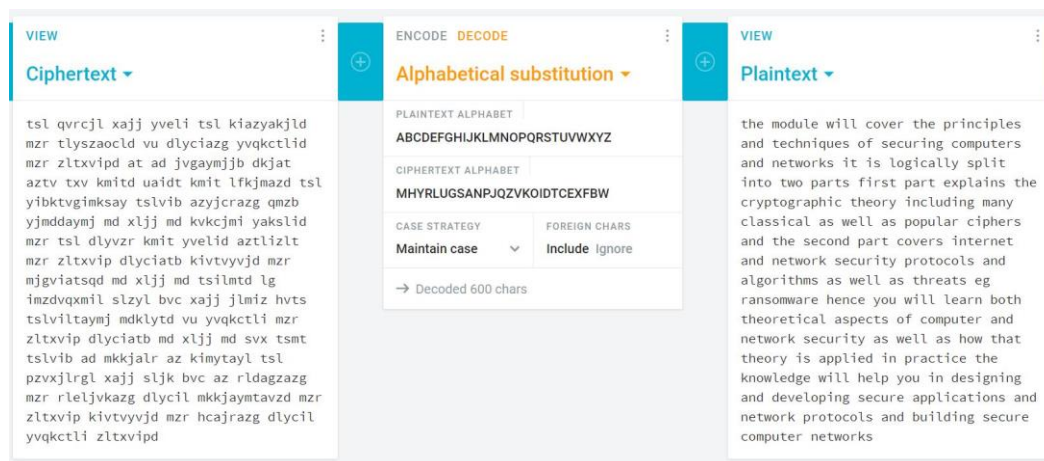 VIEW
Ciphertext
tsl qvrcjl xajj yveli tsl kiazyakjld
mzr tlyszaocld vu dlyciazg yvqkctlid
mzr zltxvipd at ad jvgaymjjb dkjat
aztv txv kmitd uaidt kmit lfkjmazd tsl
yibktvgimksay tslvib azyjcrazg qmzb
yjmddaymj md xljj md kvkcjmi yakslid
mzr tsl dlyvzr kmit yvelid aztlizlt
mzr zltxvip dlyciatb kivtvyvjd mzr
mjgviatsqd md xljj md tsilmtd lg
imzdvqxmil slzyl bvc xajj jlmiz hvts
tslviltaymj mdklytd vu yvqkctli mzr
zltxvip dlyciatb md xljj md svx tsmt
tslvib ad mkkjalr az kimytayl tsl
pzvxjlrgl xajj sljk bvc az rldagzazg
mzr rleljvkazg dlycil mkkjaymtavzd mzr
zltxvip kivtvyvjd mzr hcajrazg dlycil
yvqkctli zltxvipd
ENCODE DECODE
Alphabetical substitution
PLAINTEXT ALPHABET
ABCDEFGHIJKLMNOPQRSTUVWXYZ
CIPHERTEXT ALPHABET
MHYRLUGSANPJQZVKOIDTCEXFBW
CASE STRATEGY
Maintain case
FOREIGN CHARS
Include Ignore
→ Decoded 600 chars
VIEW
Plaintext
the module will cover the principles
and techniques of securing computers
and networks it is logically split
into two parts first part explains the
cryptographic theory including many
classical as well as popular ciphers
and the second part covers internet
and network security protocols and
algorithms as well as threats eg
ransomware hence you will learn both
theoretical aspects of computer and
network security as well as how that
theory is applied in practice the
knowledge will help you in designing
and developing secure applications and
network protocols and building secure
computer networks